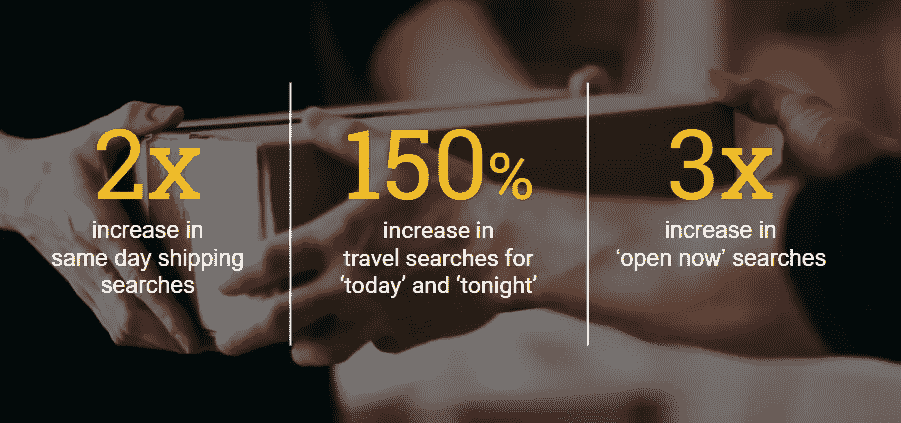 2x
increase in
same day shipping
searches
150%
increase in
travel searches for
‘today’ and ‘tonight’
3x
increase in
‘open now’ searches